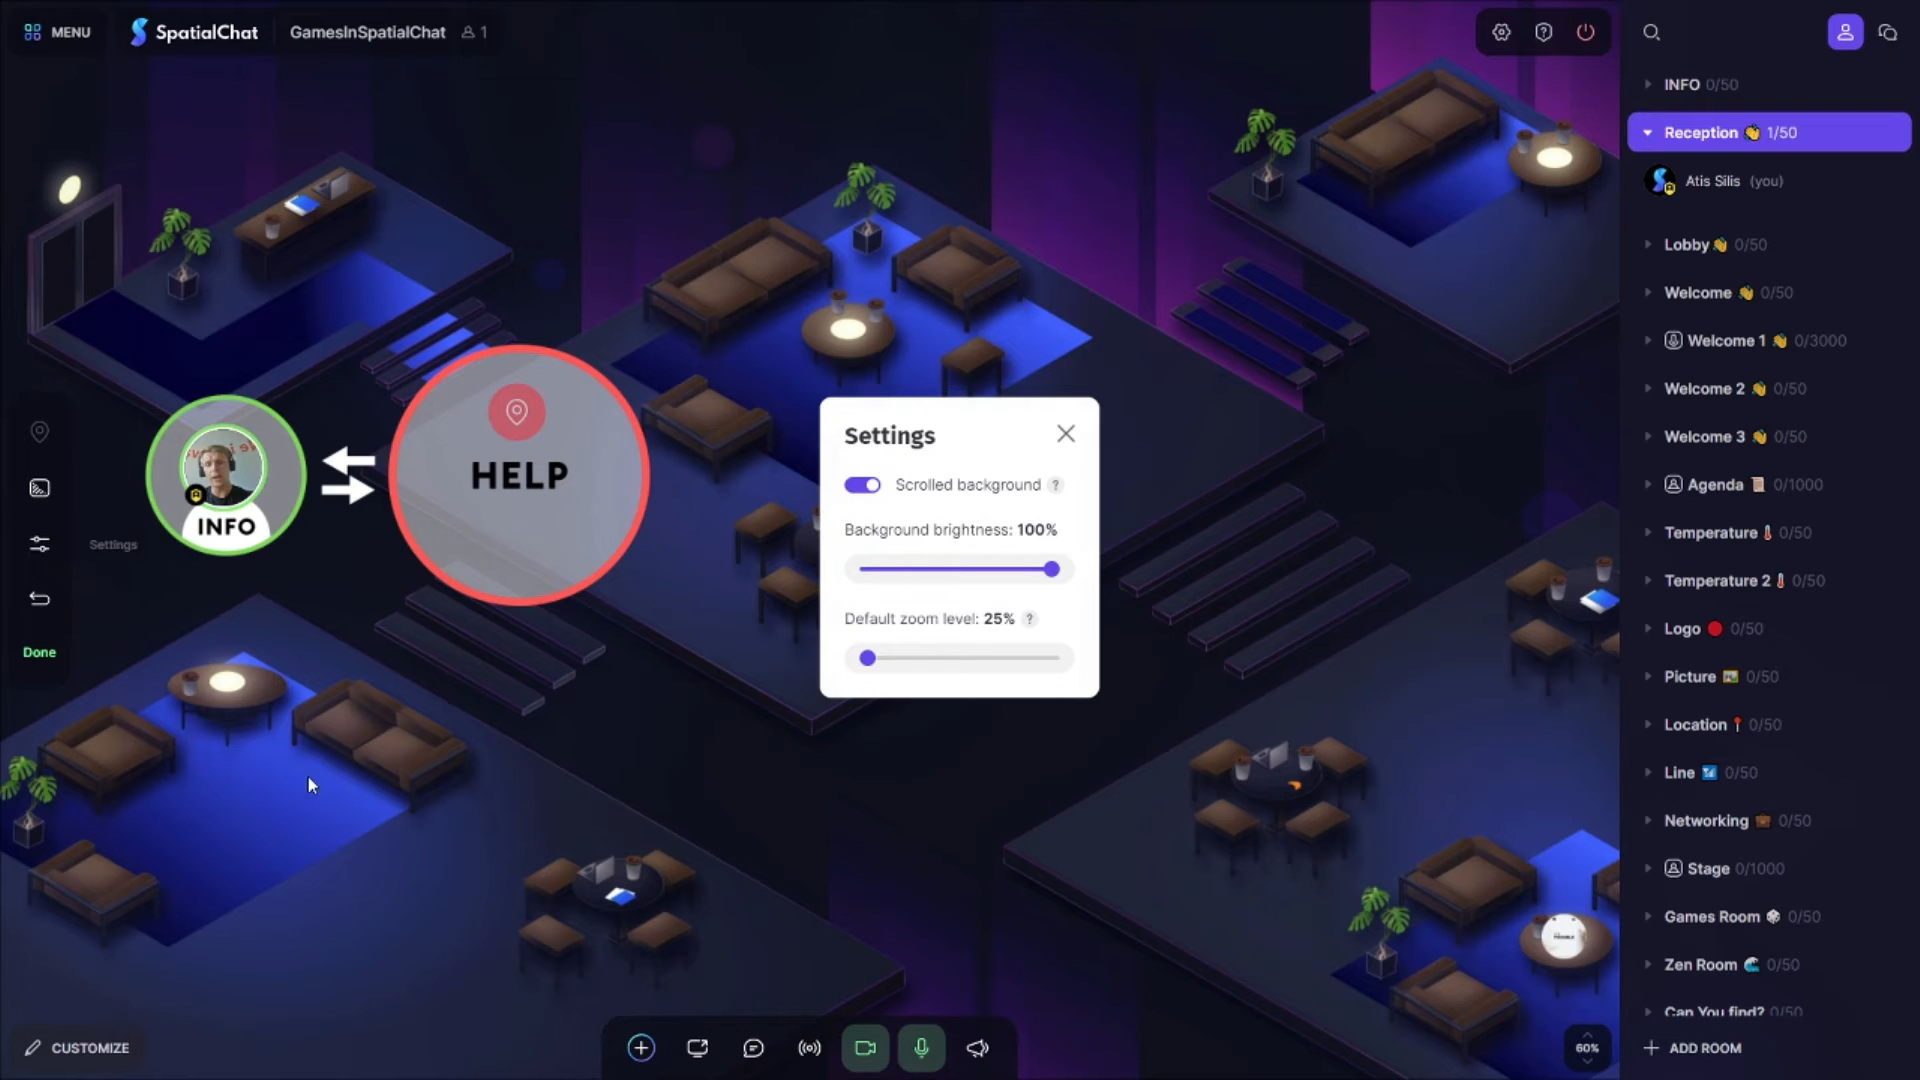 MENU
SpatialChat
GamesInSpatialChat 1
INFO 0/50
Reception 👋 1/50
Atis Silis (you)
Lobby 👋 0/50
Welcome 👋 0/50
Welcome 1 👋 0/3000
Welcome 2 👋 0/50
Welcome 3 👋 0/50
Agenda 📜 0/1000
Temperature 🌡 0/50
Temperature 2 🌡 0/50
Logo 🔴 0/50
Picture 🖼 0/50
Location 📍 0/50
Line 📶 0/50
Networking 💼 0/50
Stage 0/1000
Games Room 🎲 0/50
Zen Room 🌊 0/50
Can You find? 0/50
ADD ROOM
INFO
HELP
Settings
Done
Settings
Scrolled background ?
Background brightness: 100%
Default zoom level: 25% ?
CUSTOMIZE
60%